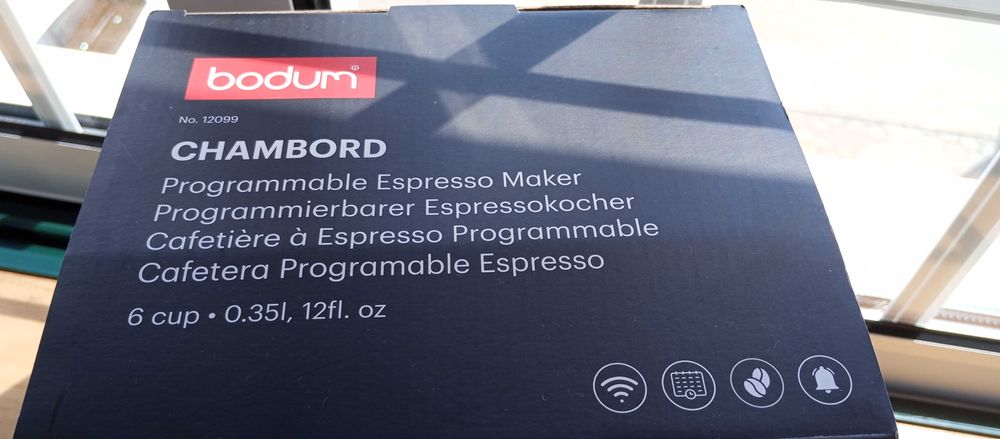 bodum®
No. 12099
CHAMBORD
Programmable Espresso Maker
Programmierbarer Espressokocher
Cafetière à Espresso Programmable
Cafetera Programable Espresso
6 cup • 0.35l, 12fl. oz